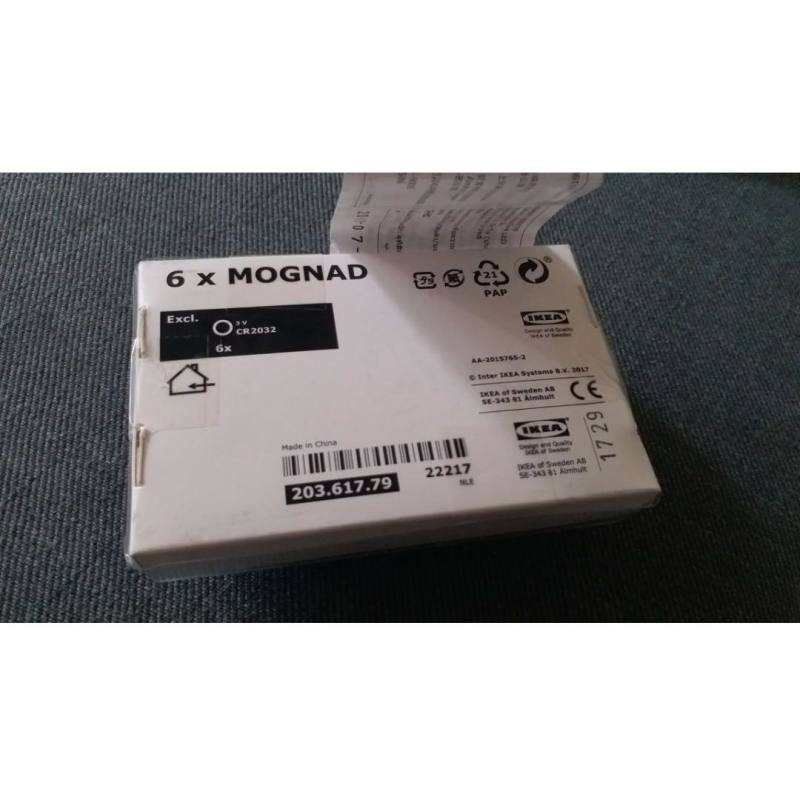 6 x MOGNAD
Excl.
3 V
CR2032
6x
21
PAP
IKEA
Design and Quality
IKEA of Sweden
AA-2015765-2
© Inter IKEA Systems B.V. 2017
IKEA of Sweden AB
SE-343 81 Älmhult
CE
IKEA
Design and Quality
IKEA of Sweden
IKEA of Sweden AB
SE-343 81 Älmhult
1729
Made in China
203.617.79
22217
NLE